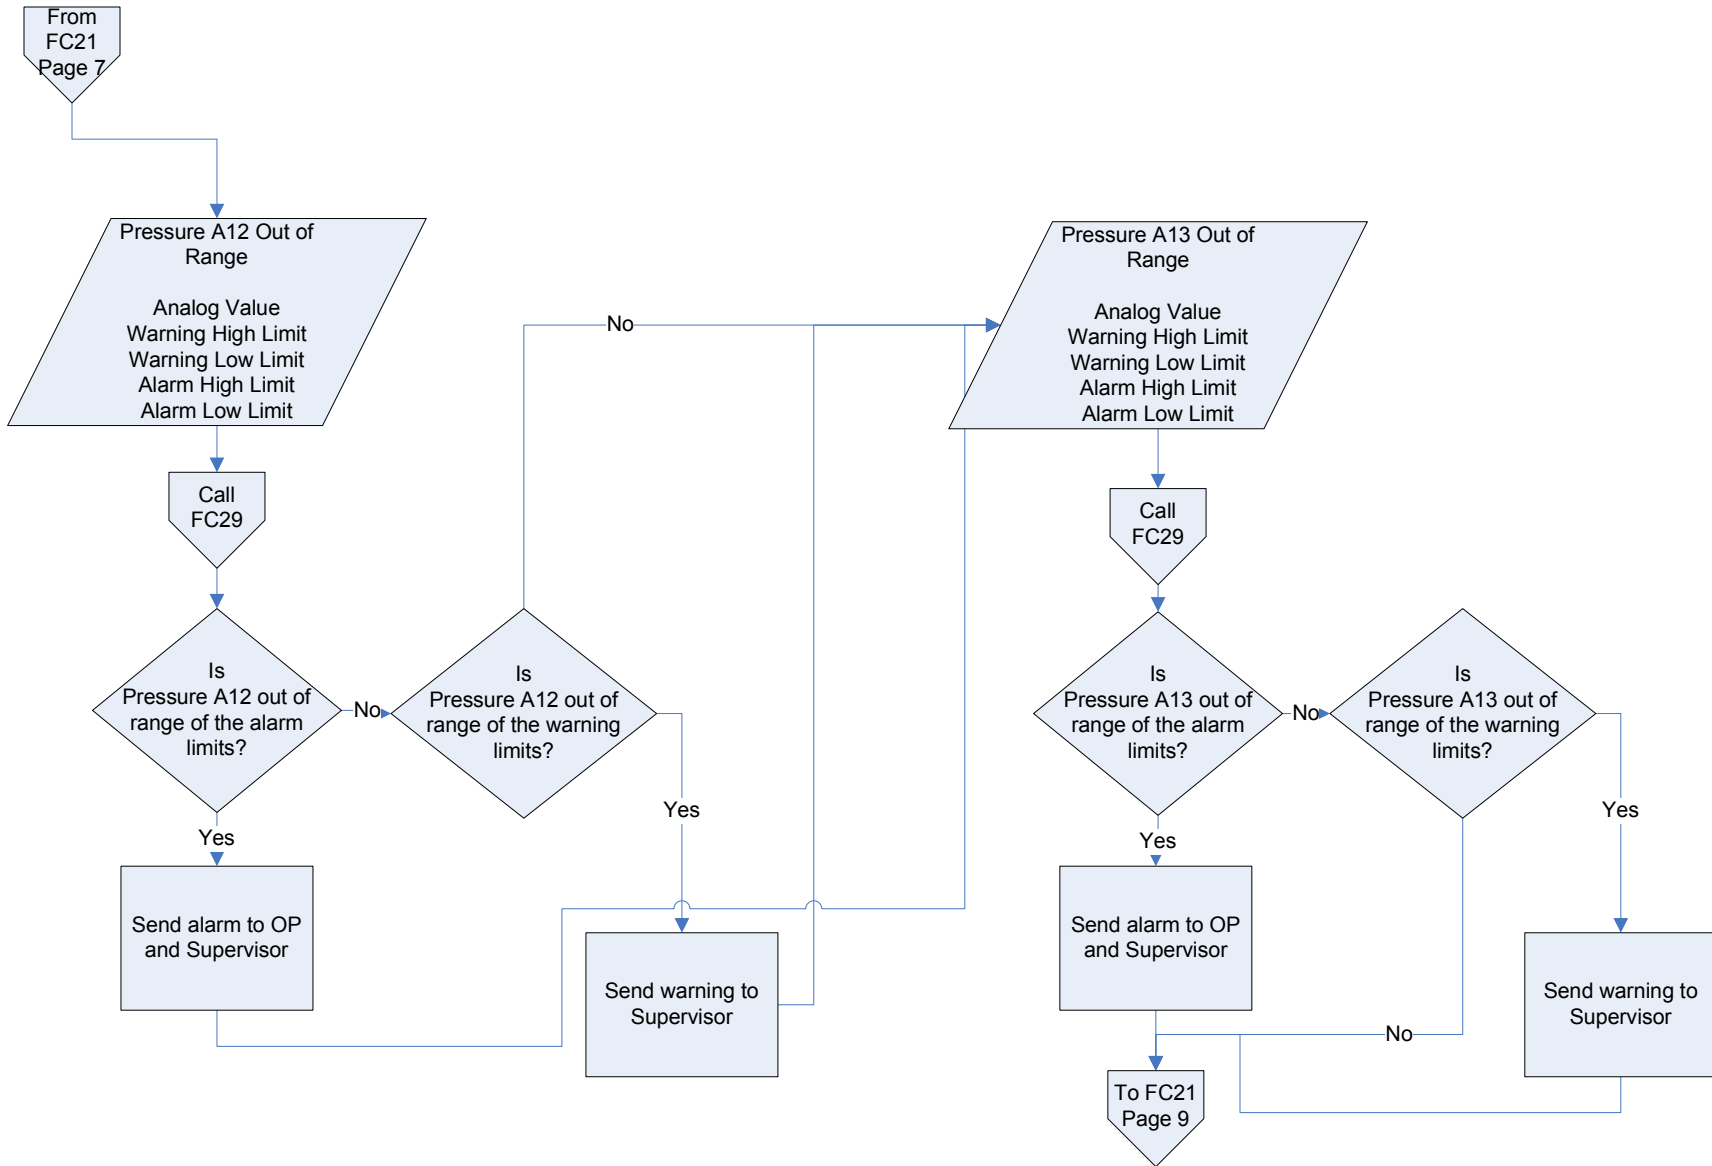 From
FC21
Page 7
Pressure A12 Out of
Range
Analog Value
Warning High Limit
Warning Low Limit
Alarm High Limit
Alarm Low Limit
Call
FC29
Is
Pressure A12 out of
range of the alarm
limits?
No
Is
Pressure A12 out of
range of the warning
limits?
No
Yes
Send alarm to OP
and Supervisor
Yes
Send warning to
Supervisor
Pressure A13 Out of
Range
Analog Value
Warning High Limit
Warning Low Limit
Alarm High Limit
Alarm Low Limit
Call
FC29
Is
Pressure A13 out of
range of the alarm
limits?
No
Is
Pressure A13 out of
range of the warning
limits?
Yes
Yes
Send alarm to OP
and Supervisor
Send warning to
Supervisor
No
To FC21
Page 9